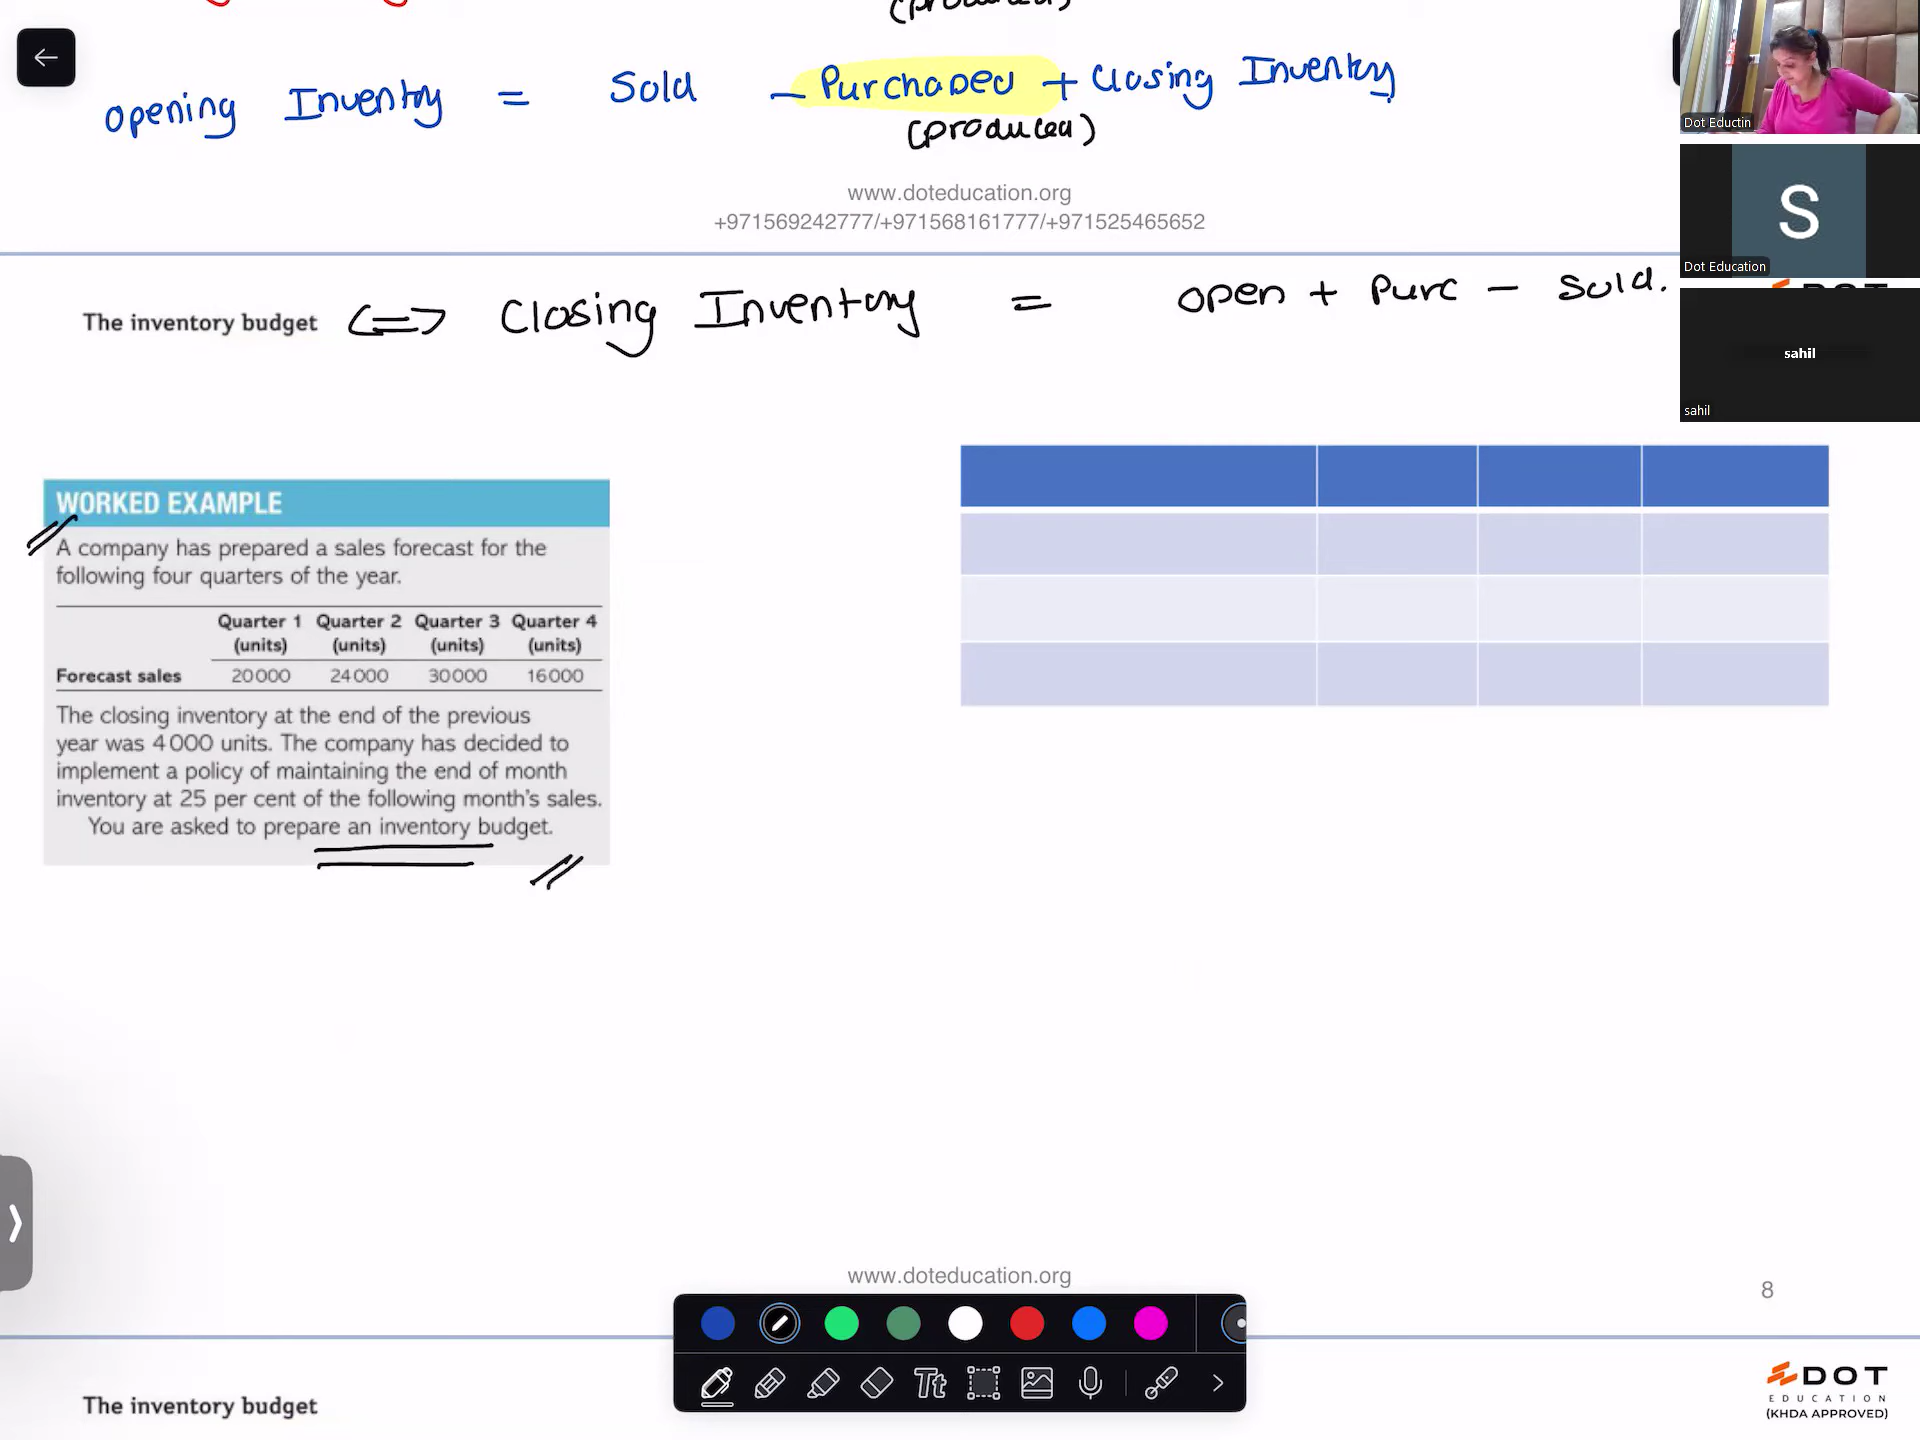 (produced)
opening Inventory = Sold - Purchased + Closing Inventory
(produced)
www.doteducation.org
+971569242777/+971568161777/+971525465652
The inventory budget <=> Closing Inventory = open + Purc - Sold.
WORKED EXAMPLE
A company has prepared a sales forecast for the
following four quarters of the year.
Quarter 1 Quarter 2 Quarter 3 Quarter 4
(units) (units) (units) (units)
Forecast sales 20000 24000 30000 16000
The closing inventory at the end of the previous
year was 4000 units. The company has decided to
implement a policy of maintaining the end of month
inventory at 25 per cent of the following month's sales.
You are asked to prepare an inventory budget.
www.doteducation.org
8
The inventory budget
DOT
EDUCATION
(KHDA APPROVED)
Tt
Dot Eductin
S
Dot Education
sahil
sahil